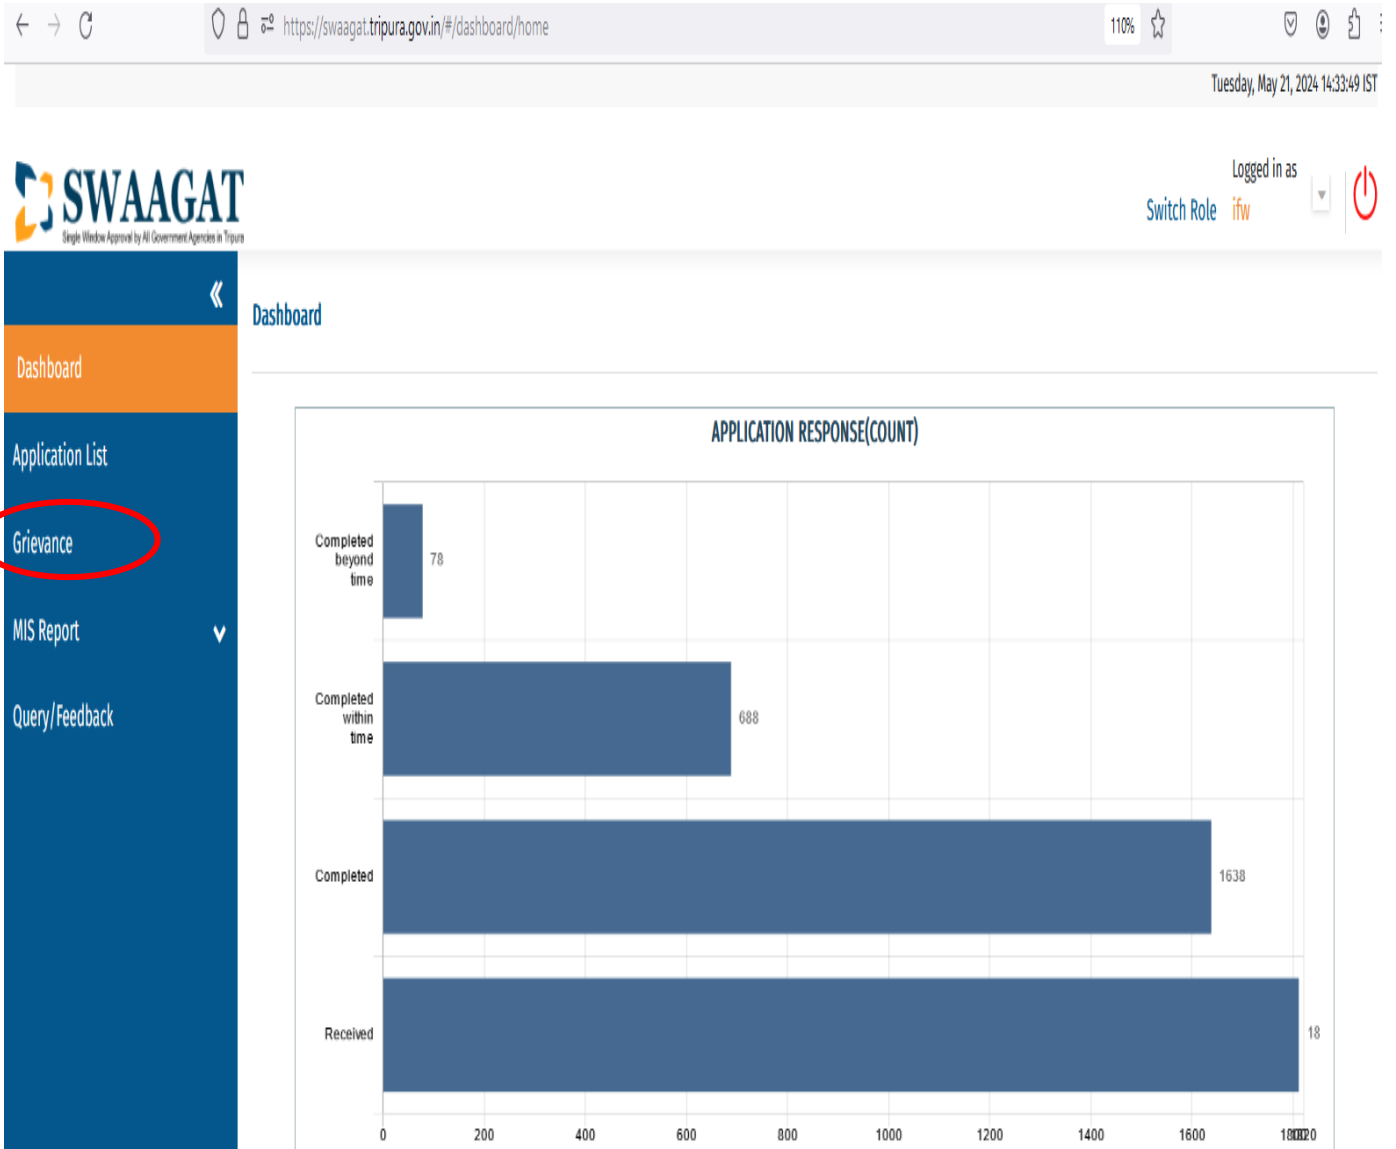 https://swaagat.tripura.gov.in/#/dashboard/home
110%
Tuesday, May 21, 2024 14:33:49 IST
SWAAGAT
Single Window Approval by All Government Agencies in Tripura
Logged in as
Switch Role ifw
Dashboard
Dashboard
Application List
Grievance
MIS Report
Query/Feedback
APPLICATION RESPONSE(COUNT)
Completed
beyond
time
78
Completed
within
time
688
Completed
1638
Received
18
0 200 400 600 800 1000 1200 1400 1600